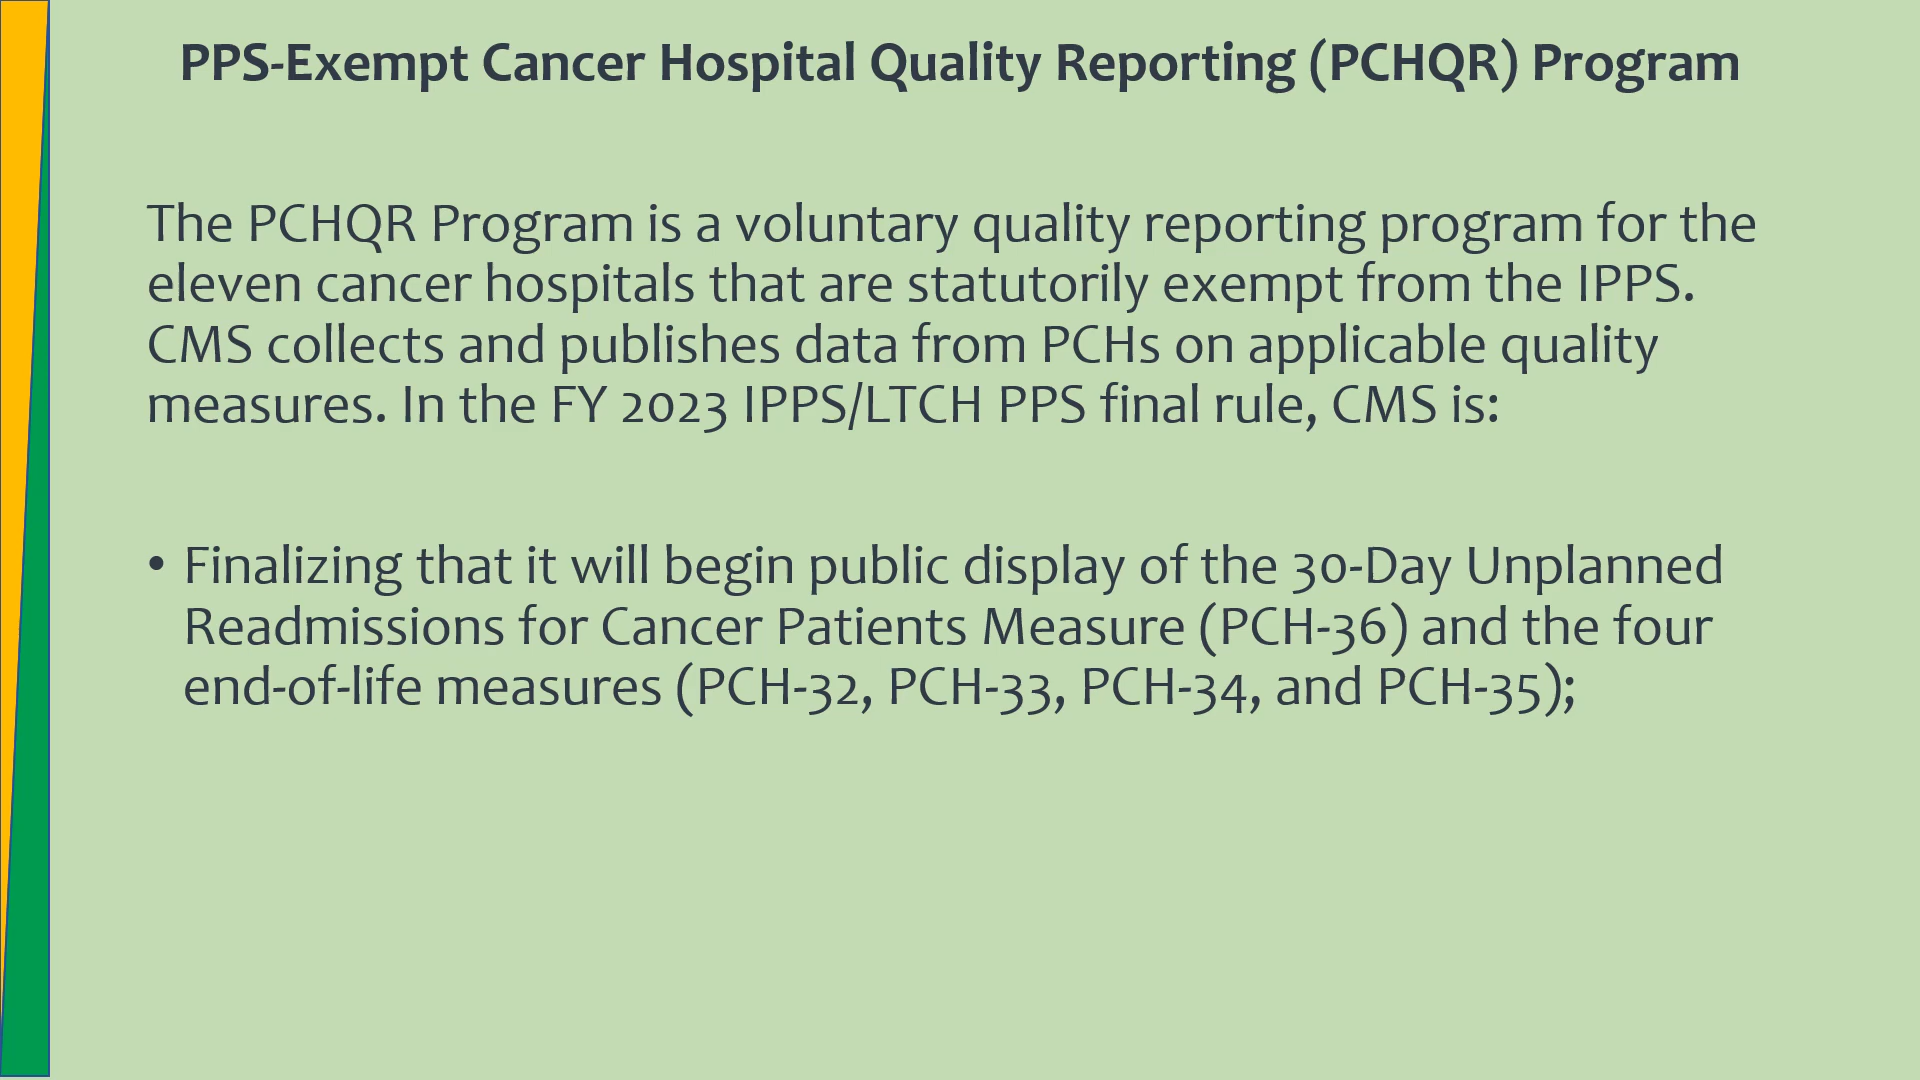 PPS-Exempt Cancer Hospital Quality Reporting (PCHQR) Program
The PCHQR Program is a voluntary quality reporting program for the
eleven cancer hospitals that are statutorily exempt from the IPPS.
CMS collects and publishes data from PCHs on applicable quality
measures. In the FY 2023 IPPS/LTCH PPS final rule, CMS is:
• Finalizing that it will begin public display of the 30-Day Unplanned
Readmissions for Cancer Patients Measure (PCH-36) and the four
end-of-life measures (PCH-32, PCH-33, PCH-34, and PCH-35);